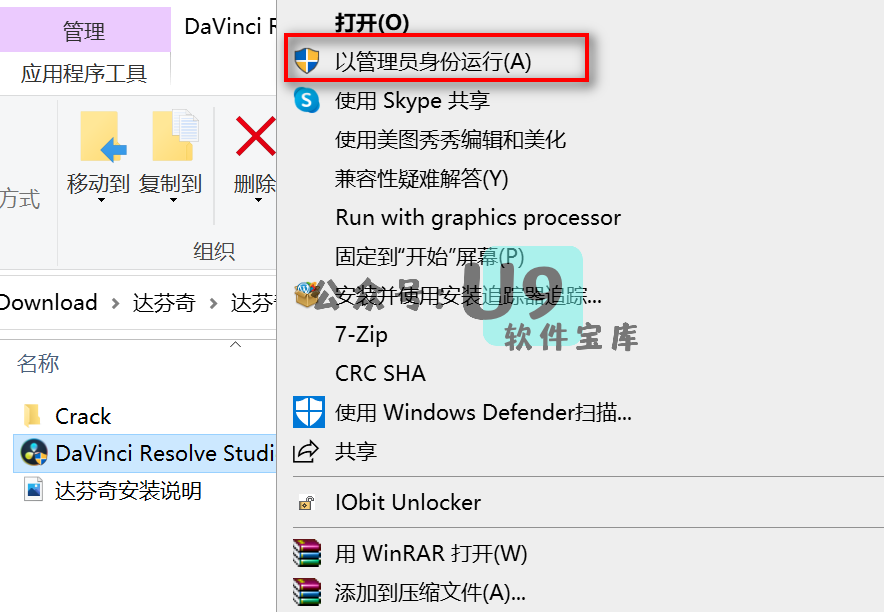 管理
DaVinci R
应用程序工具
移动到
复制到
删除
方式
组织
Download > 达芬奇 > 达芬
名称
Crack
DaVinci Resolve Studi
达芬奇安装说明
打开(O)
以管理员身份运行(A)
使用 Skype 共享
使用美图秀秀编辑和美化
兼容性疑难解答(Y)
Run with graphics processor
固定到“开始”屏幕(P)
安装并使用安装追踪器追踪...
公众号:U9
软件宝库
7-Zip
CRC SHA
使用 Windows Defender扫描...
共享
IObit Unlocker
用 WinRAR 打开(W)
添加到压缩文件(A)...